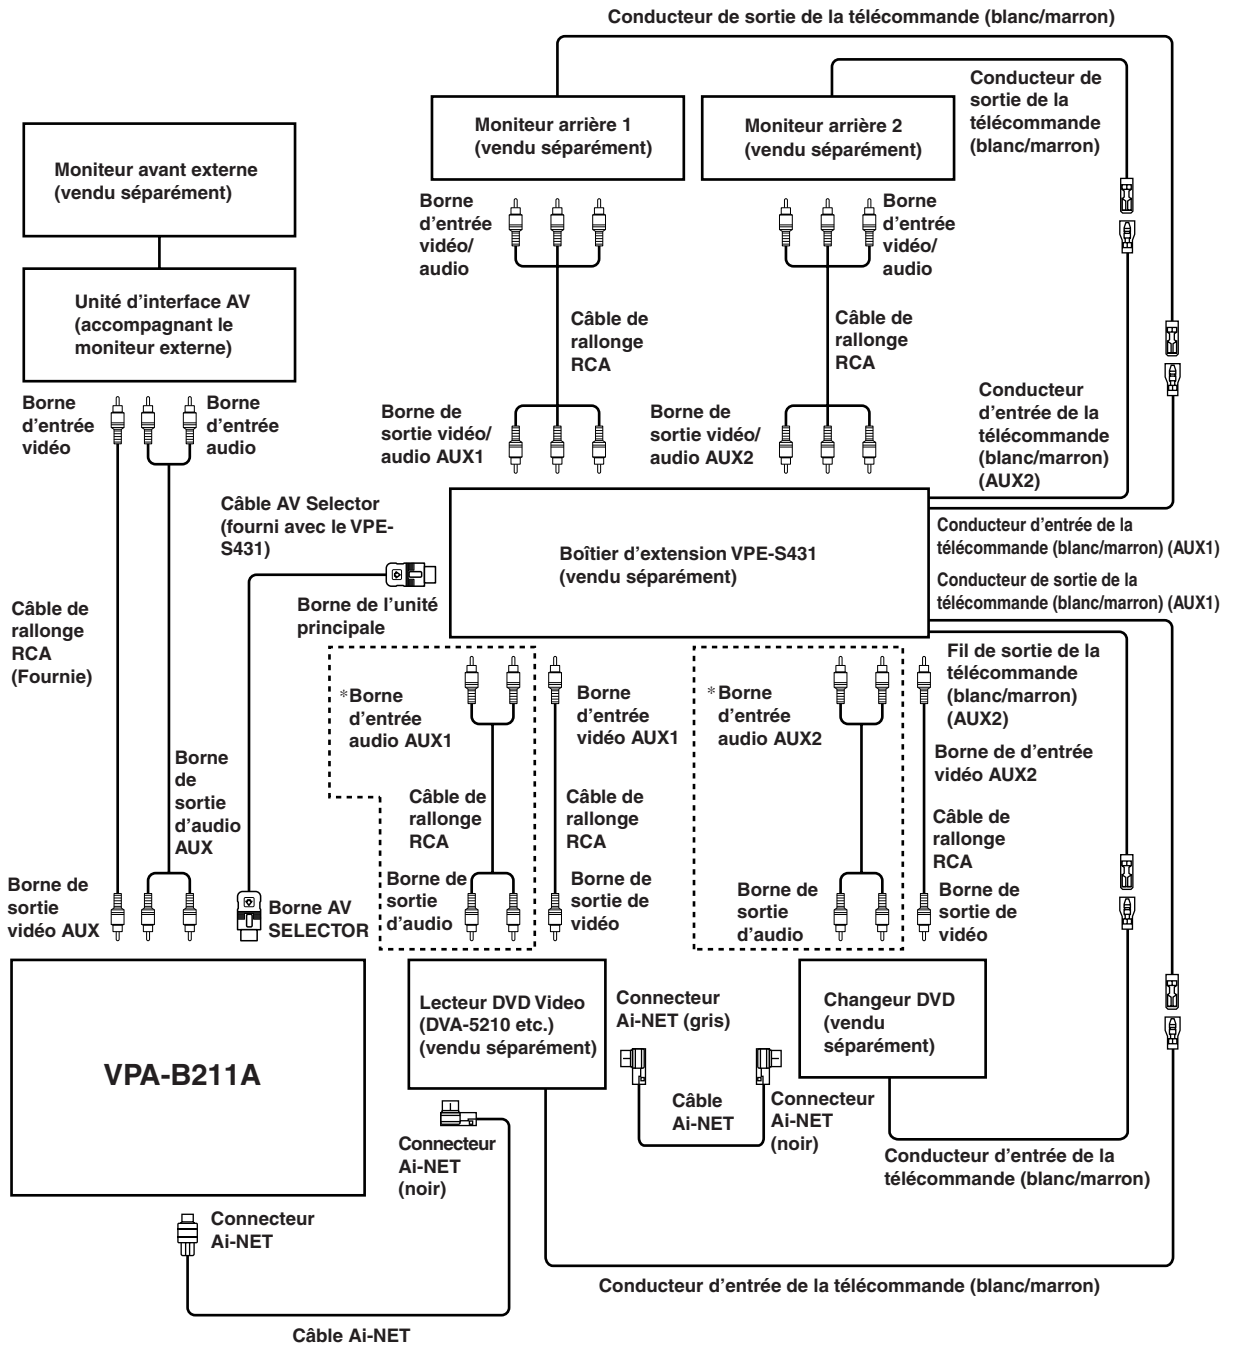 Conducteur de sortie de la télécommande (blanc/marron)
Conducteur de
sortie de la
télécommande
(blanc/marron)
Moniteur arrière 1
(vendu séparément)
Moniteur arrière 2
(vendu séparément)
Moniteur avant externe
(vendu séparément)
Borne
d’entrée
vidéo/
audio
Borne
d’entrée
vidéo/
audio
Unité d’interface AV
(accompagnant le
moniteur externe)
Câble de
rallonge
RCA
Câble de
rallonge
RCA
Borne
d’entrée
vidéo
Borne
d’entrée
audio
Borne de
sortie vidéo/
audio AUX1
Borne de
sortie vidéo/
audio AUX2
Conducteur
d’entrée de la
télécommande
(blanc/marron)
(AUX2)
Câble AV Selector
(fourni avec le VPE-
S431)
Boîtier d’extension VPE-S431
(vendu séparément)
Conducteur d’entrée de la
télécommande (blanc/marron) (AUX1)
Conducteur de sortie de la
télécommande (blanc/marron) (AUX1)
Borne de l’unité
principale
Câble de
rallonge
RCA
(Fournie)
*Borne
d’entrée
audio AUX1
Borne
d’entrée
vidéo AUX1
*Borne
d’entrée
audio AUX2
Fil de sortie de la
télécommande
(blanc/marron)
(AUX2)
Borne de d’entrée
vidéo AUX2
Borne
de
sortie
d’audio
AUX
Câble de
rallonge
RCA
Câble de
rallonge
RCA
Câble de
rallonge
RCA
Borne de
sortie
vidéo AUX
Borne AV
SELECTOR
Borne de
sortie
d’audio
Borne de
sortie de
vidéo
Borne de
sortie
d’audio
Borne de
sortie de
vidéo
VPA-B211A
Lecteur DVD Video
(DVA-5210 etc.)
(vendu séparément)
Connecteur
Ai-NET (gris)
Changeur DVD
(vendu
séparément)
Câble
Ai-NET
Connecteur
Ai-NET
(noir)
Connecteur
Ai-NET
(noir)
Conducteur d’entrée de la
télécommande (blanc/marron)
Connecteur
Ai-NET
Conducteur d’entrée de la télécommande (blanc/marron)
Câble Ai-NET